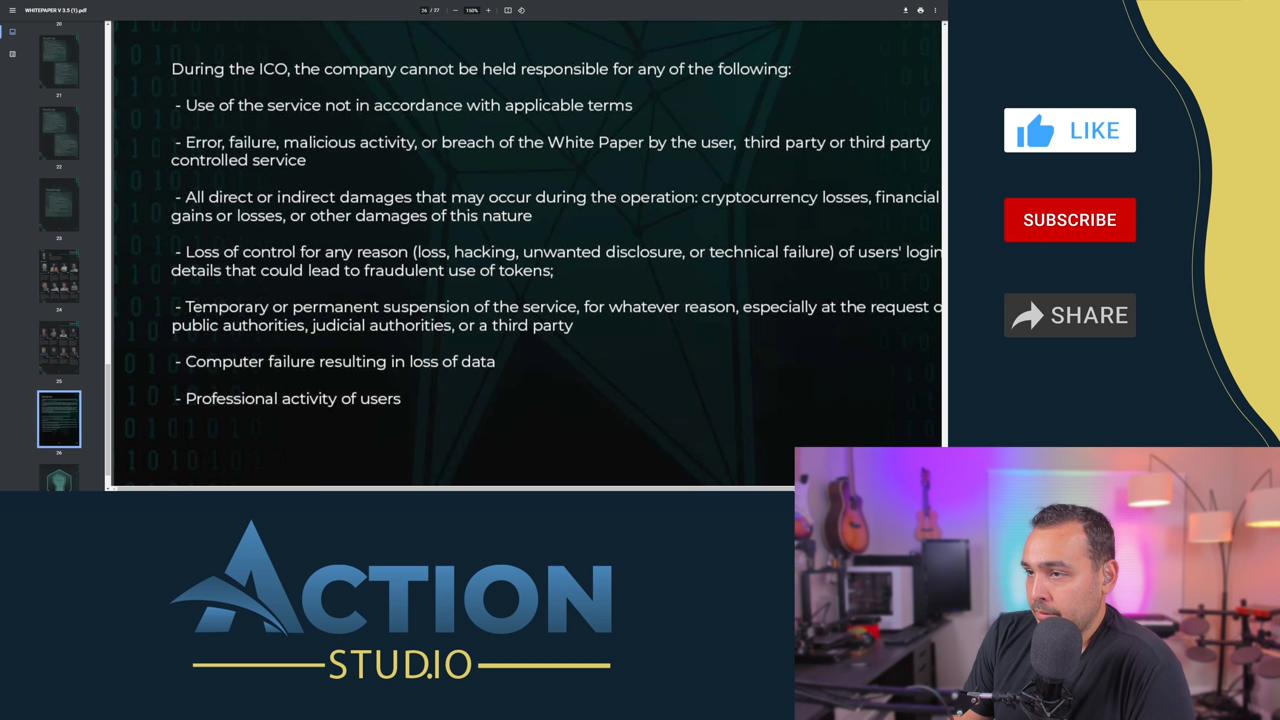 WHITEPAPER V 3.5 (1).pdf
26 / 27
150%
20
21
22
23
24
25
26
During the ICO, the company cannot be held responsible for any of the following:
- Use of the service not in accordance with applicable terms
- Error, failure, malicious activity, or breach of the White Paper by the user, third party or third party
controlled service
- All direct or indirect damages that may occur during the operation: cryptocurrency losses, financial
gains or losses, or other damages of this nature
- Loss of control for any reason (loss, hacking, unwanted disclosure, or technical failure) of users' login
details that could lead to fraudulent use of tokens;
- Temporary or permanent suspension of the service, for whatever reason, especially at the request o
public authorities, judicial authorities, or a third party
- Computer failure resulting in loss of data
- Professional activity of users
LIKE
SUBSCRIBE
SHARE
ACTION
STUD.IO